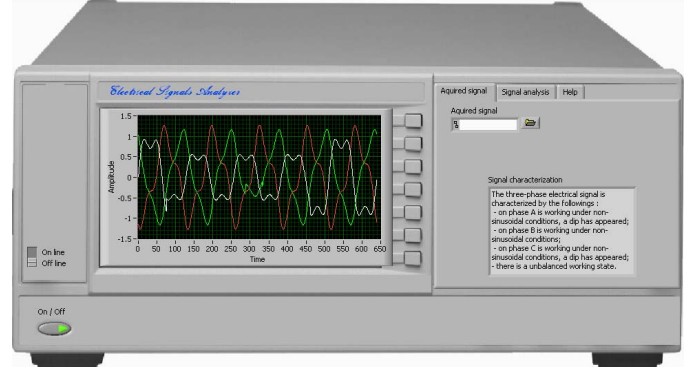 Electrical Signals Analyser
Aquired signal
Signal analysis
Help
Aquired signal
1.5
1
0.5
0
-0.5
-1
-1.5
Amplitude
0 50 100 150 200 250 300 350 400 450 500 550 600 650
Time
Signal characterization
The three-phase electrical signal is
characterized by the followings :
- on phase A is working under non-
sinusoidal conditions, a dip has appeared;
- on phase B is working under non-
sinusoidal conditions;
- on phase C is working under non-
sinusoidal conditions, a dip has appeared;
- there is a unbalanced working state.
On line
Off line
On / Off